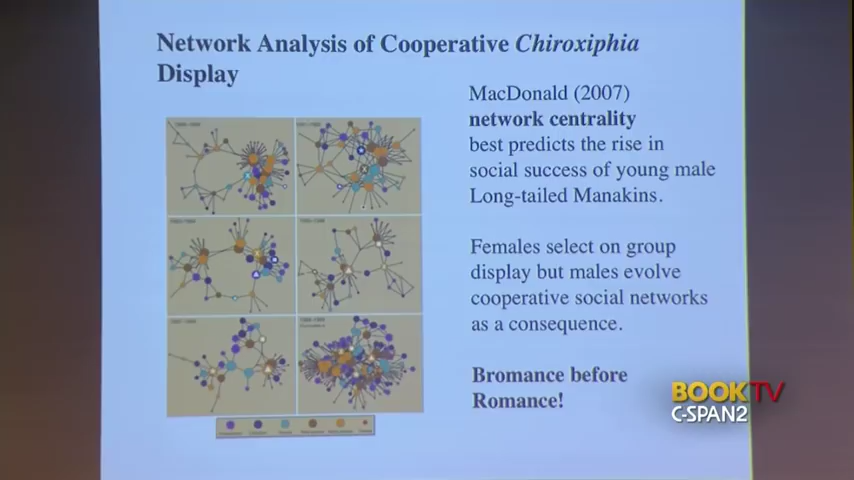 Network Analysis of Cooperative Chiroxiphia
Display
MacDonald (2007)
network centrality
best predicts the rise in
social success of young male
Long-tailed Manakins.
Females select on group
display but males evolve
cooperative social networks
as a consequence.
Bromance before
Romance!
BOOK TV
C-SPAN2